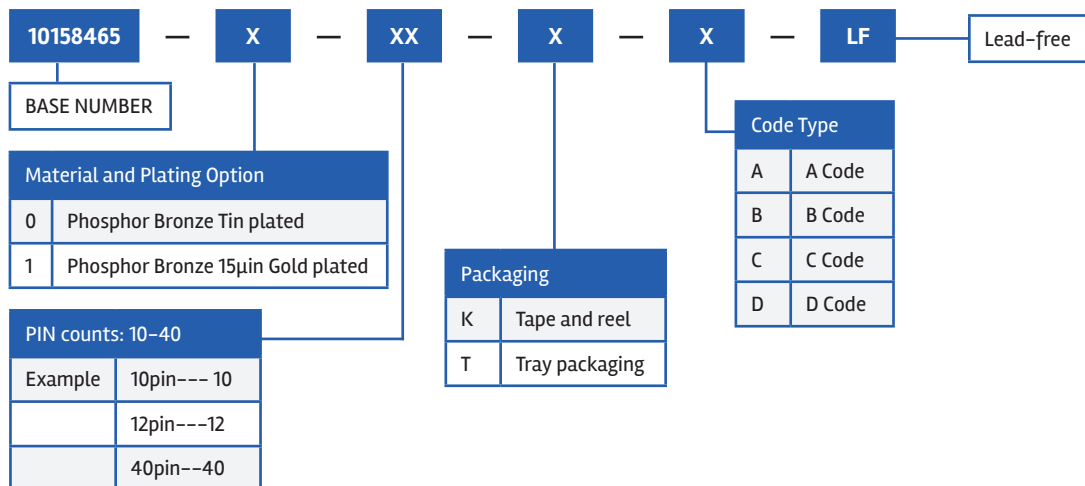 10158465 — X — XX — X — X — LF Lead-free
BASE NUMBER
Material and Plating Option
0 Phosphor Bronze Tin plated
1 Phosphor Bronze 15µin Gold plated
PIN counts: 10-40
Example 10pin--- 10
12pin---12
40pin--40
Packaging
K Tape and reel
T Tray packaging
Code Type
A A Code
B B Code
C C Code
D D Code